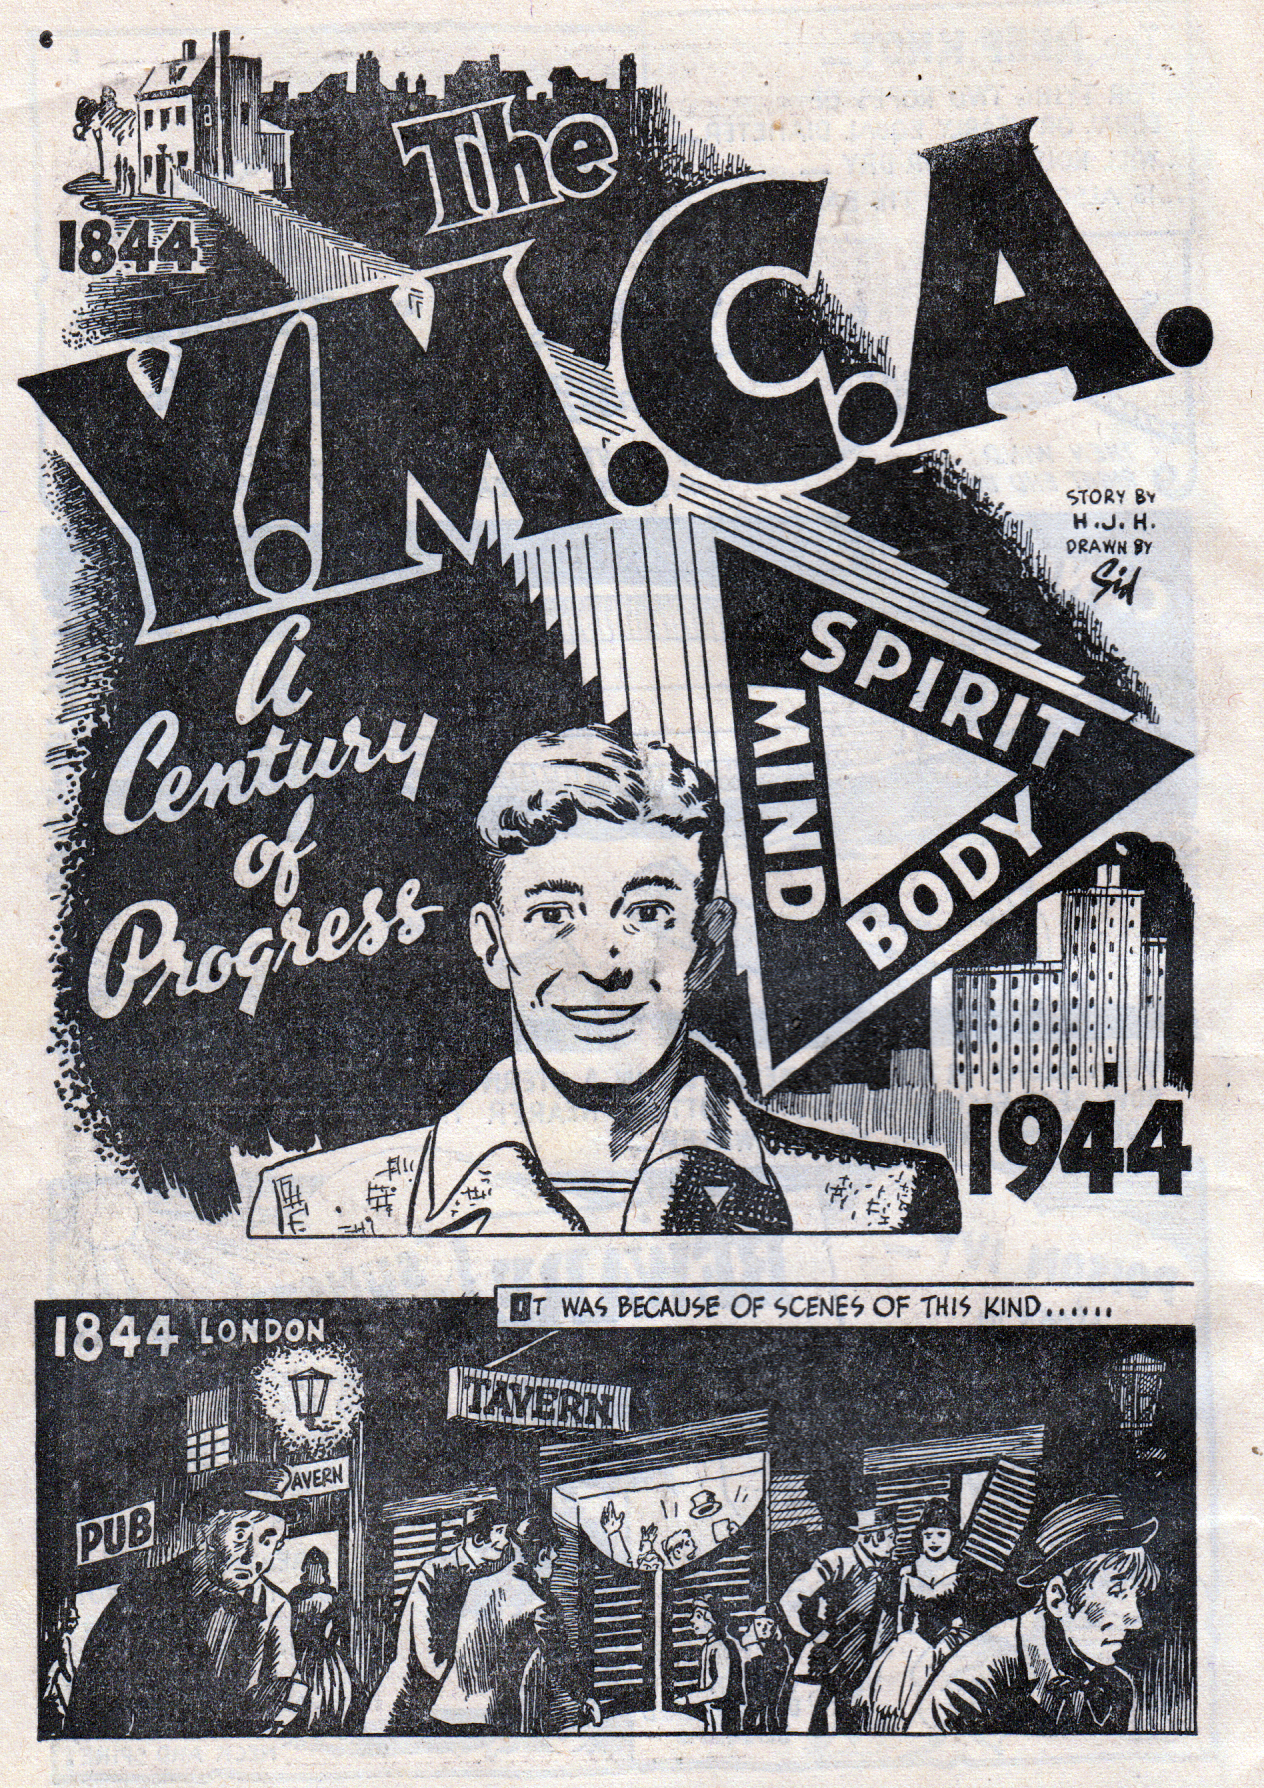 6
The
1844
Y.M.C.A.
STORY BY
H.J.H.
DRAWN BY
Sid
A
Century
of
Progress
SPIRIT
MIND
BODY
1944
IT WAS BECAUSE OF SCENES OF THIS KIND......
1844 LONDON
TAVERN
TAVERN
PUB